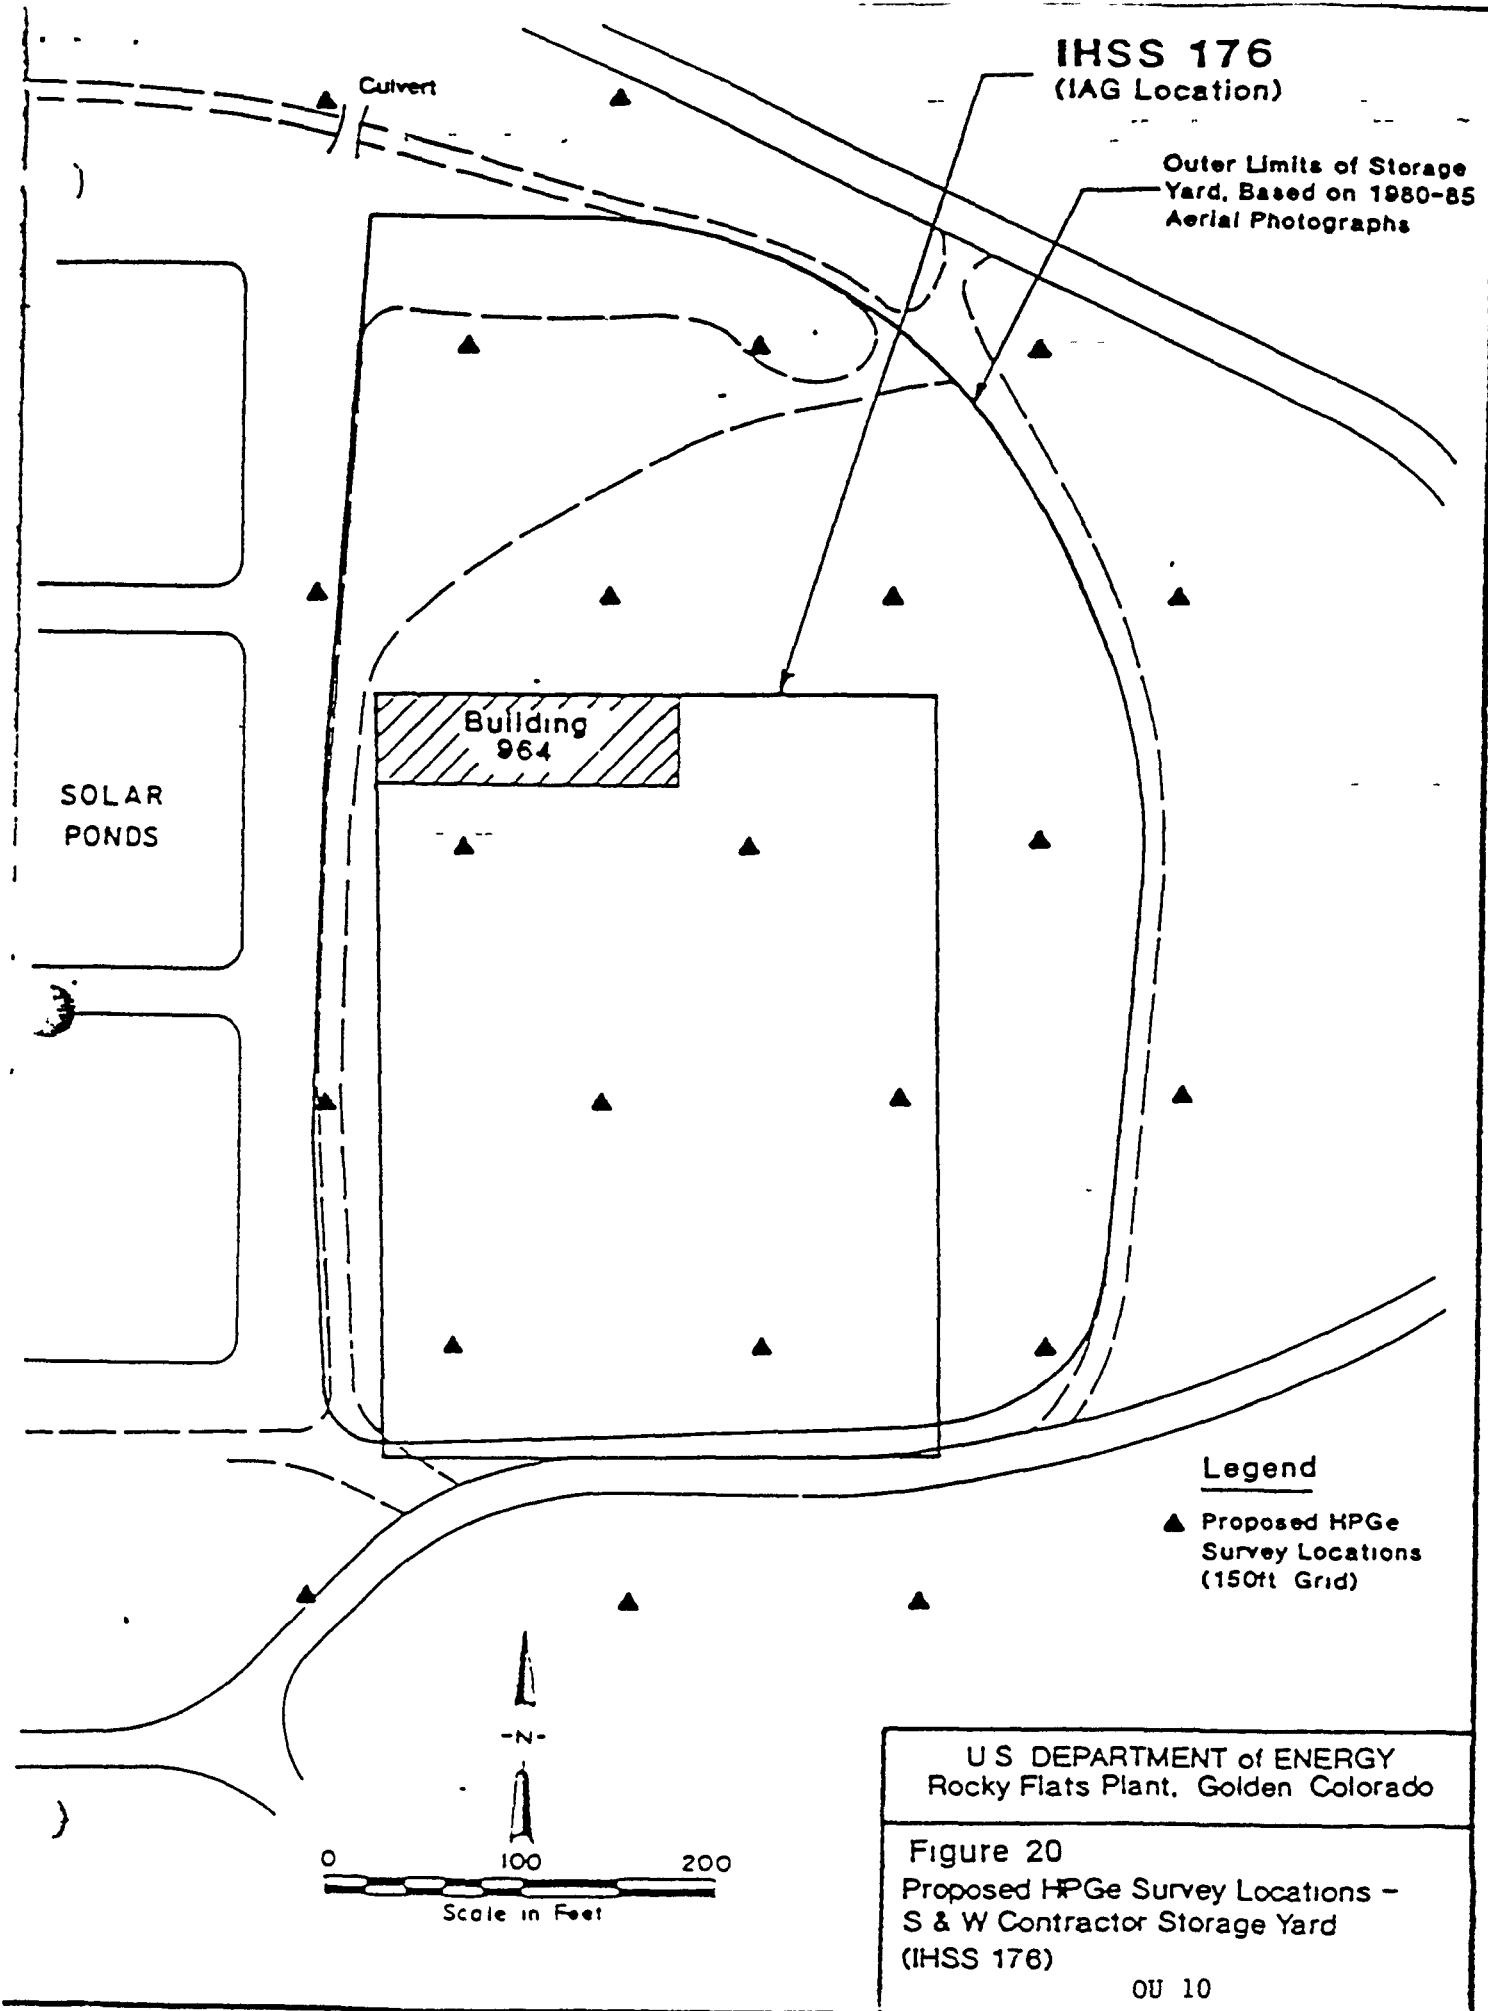 Culvert
IHSS 176
(IAG Location)
Outer Limits of Storage
Yard, Based on 1980-85
Aerial Photographs
Building
964
SOLAR
PONDS
Legend
Proposed HPGe
Survey Locations
(150ft Grid)
-N-
0 100 200
Scale in Feet
U S DEPARTMENT of ENERGY
Rocky Flats Plant, Golden Colorado
Figure 20
Proposed HPGe Survey Locations -
S & W Contractor Storage Yard
(IHSS 176)
OU 10